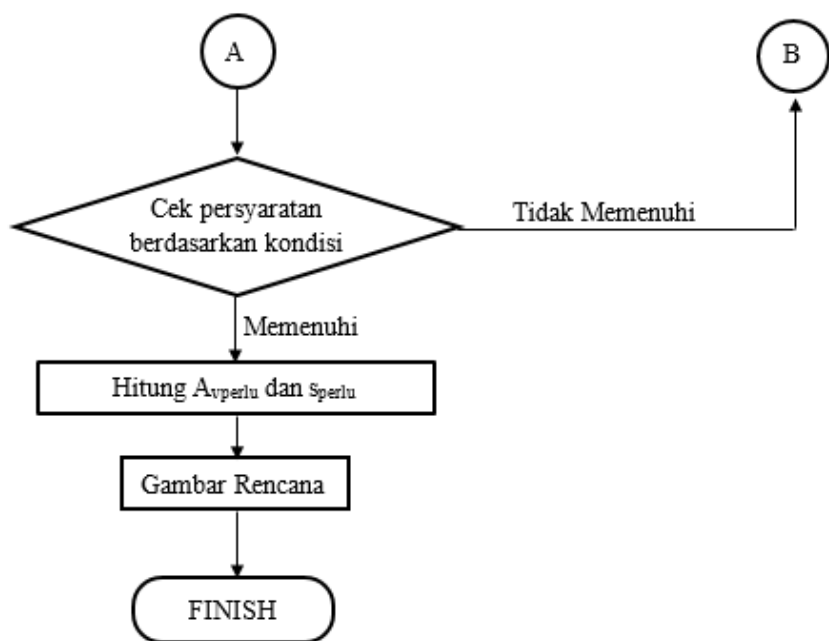 A
B
Cek persyaratan
berdasarkan kondisi
Tidak Memenuhi
Memenuhi
Hitung Avperlu dan sperlu
Gambar Rencana
FINISH